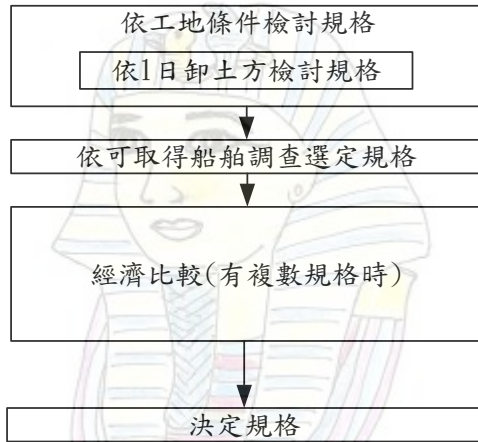 依工地條件檢討規格
依1日卸土方檢討規格
依可取得船舶調查選定規格
經濟比較(有複數規格時)
決定規格